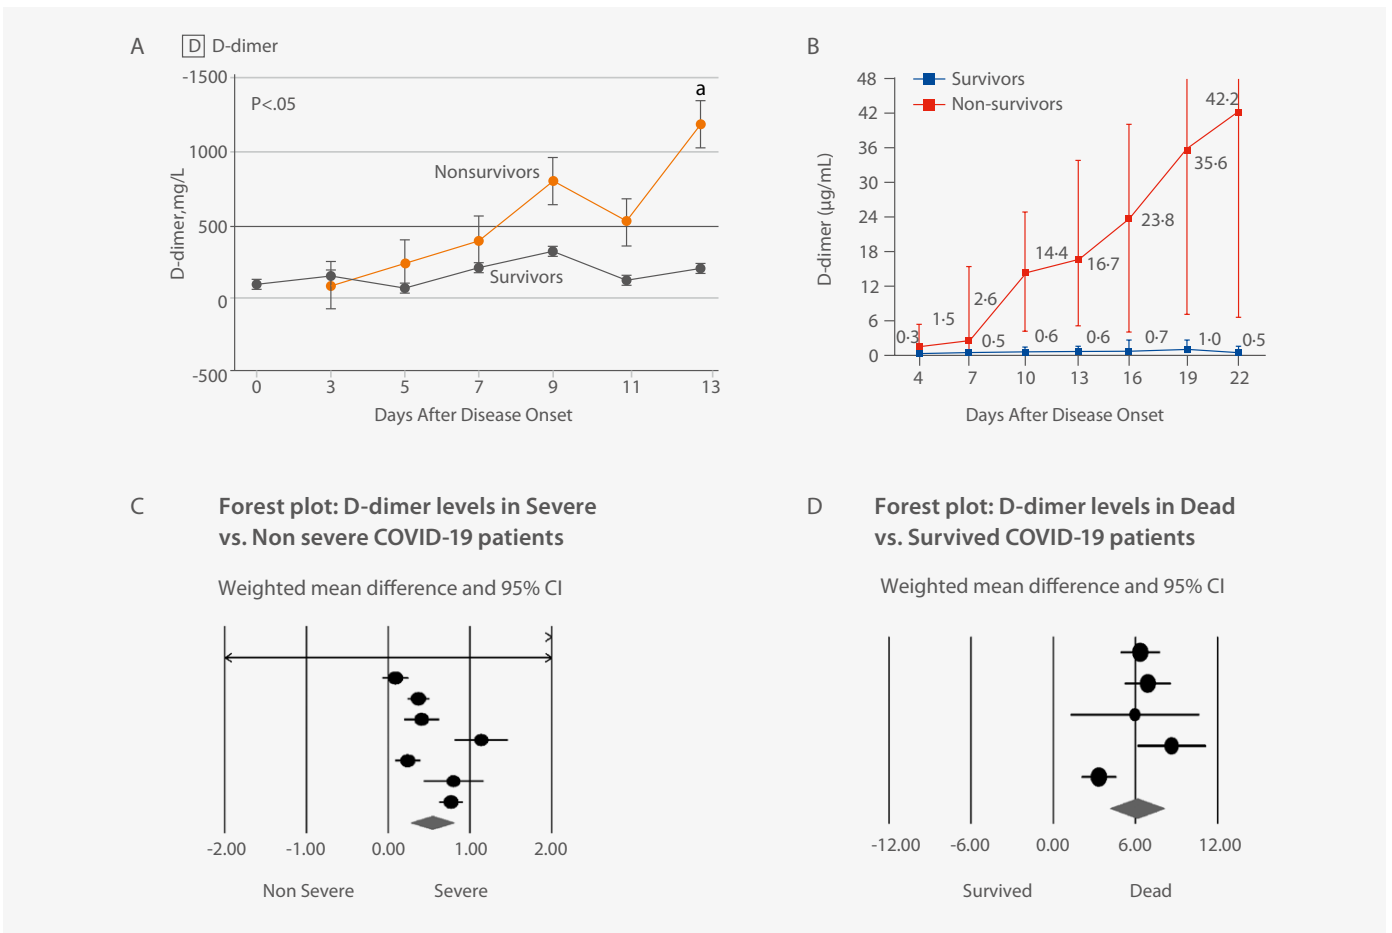 A
D D-dimer
-1500
1000
500
0
-500
D-dimer,mg/L
P<.05
a
Nonsurvivors
Survivors
0 3 5 7 9 11 13
Days After Disease Onset
B
Survivors
Non-survivors
48
42
36
30
24
18
12
6
0
D-dimer (µg/mL)
42·2
35·6
23·8
14·4
16·7
2·6
1·5
0·3
0·5
0·6
0·6
0·7
1·0
0·5
4 7 10 13 16 19 22
Days After Disease Onset
C
Forest plot: D-dimer levels in Severe
vs. Non severe COVID-19 patients
Weighted mean difference and 95% CI
-2.00 -1.00 0.00 1.00 2.00
Non Severe Severe
D
Forest plot: D-dimer levels in Dead
vs. Survived COVID-19 patients
Weighted mean difference and 95% CI
-12.00 -6.00 0.00 6.00 12.00
Survived Dead